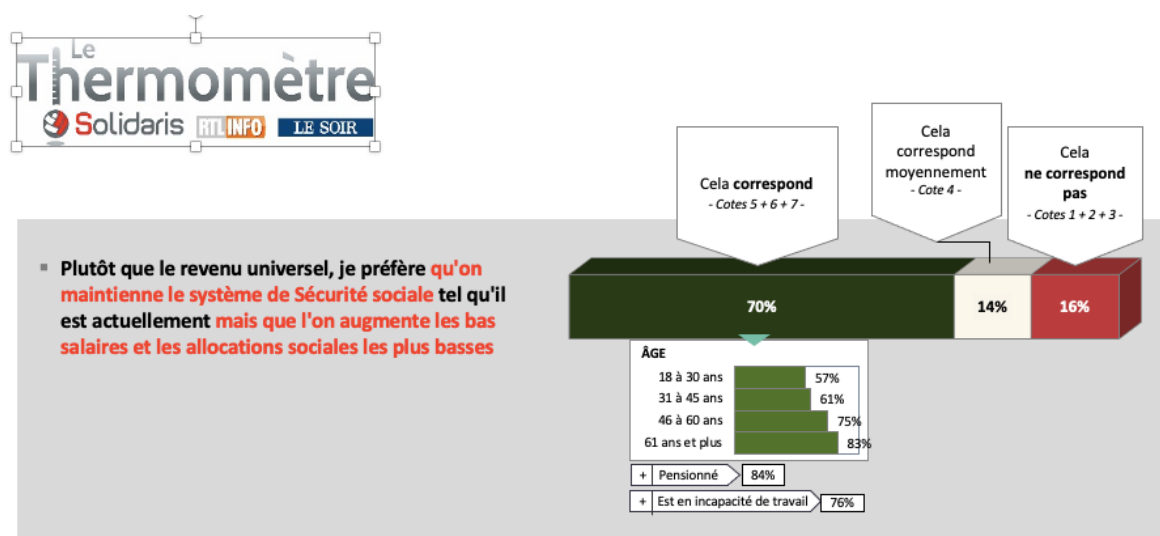 Le
Thermomètre
Solidaris RTL INFO LE SOIR
Cela correspond
- Cotes 5 + 6 + 7 -
Cela
correspond
moyennement
- Cote 4 -
Cela
ne correspond
pas
- Cotes 1 + 2 + 3 -
Plutôt que le revenu universel, je préfère qu'on
maintienne le système de Sécurité sociale tel qu'il
est actuellement mais que l'on augmente les bas
salaires et les allocations sociales les plus basses
70% 14% 16%
ÂGE
18 à 30 ans 57%
31 à 45 ans 61%
46 à 60 ans 75%
61 ans et plus 83%
+ Pensionné 84%
+ Est en incapacité de travail 76%